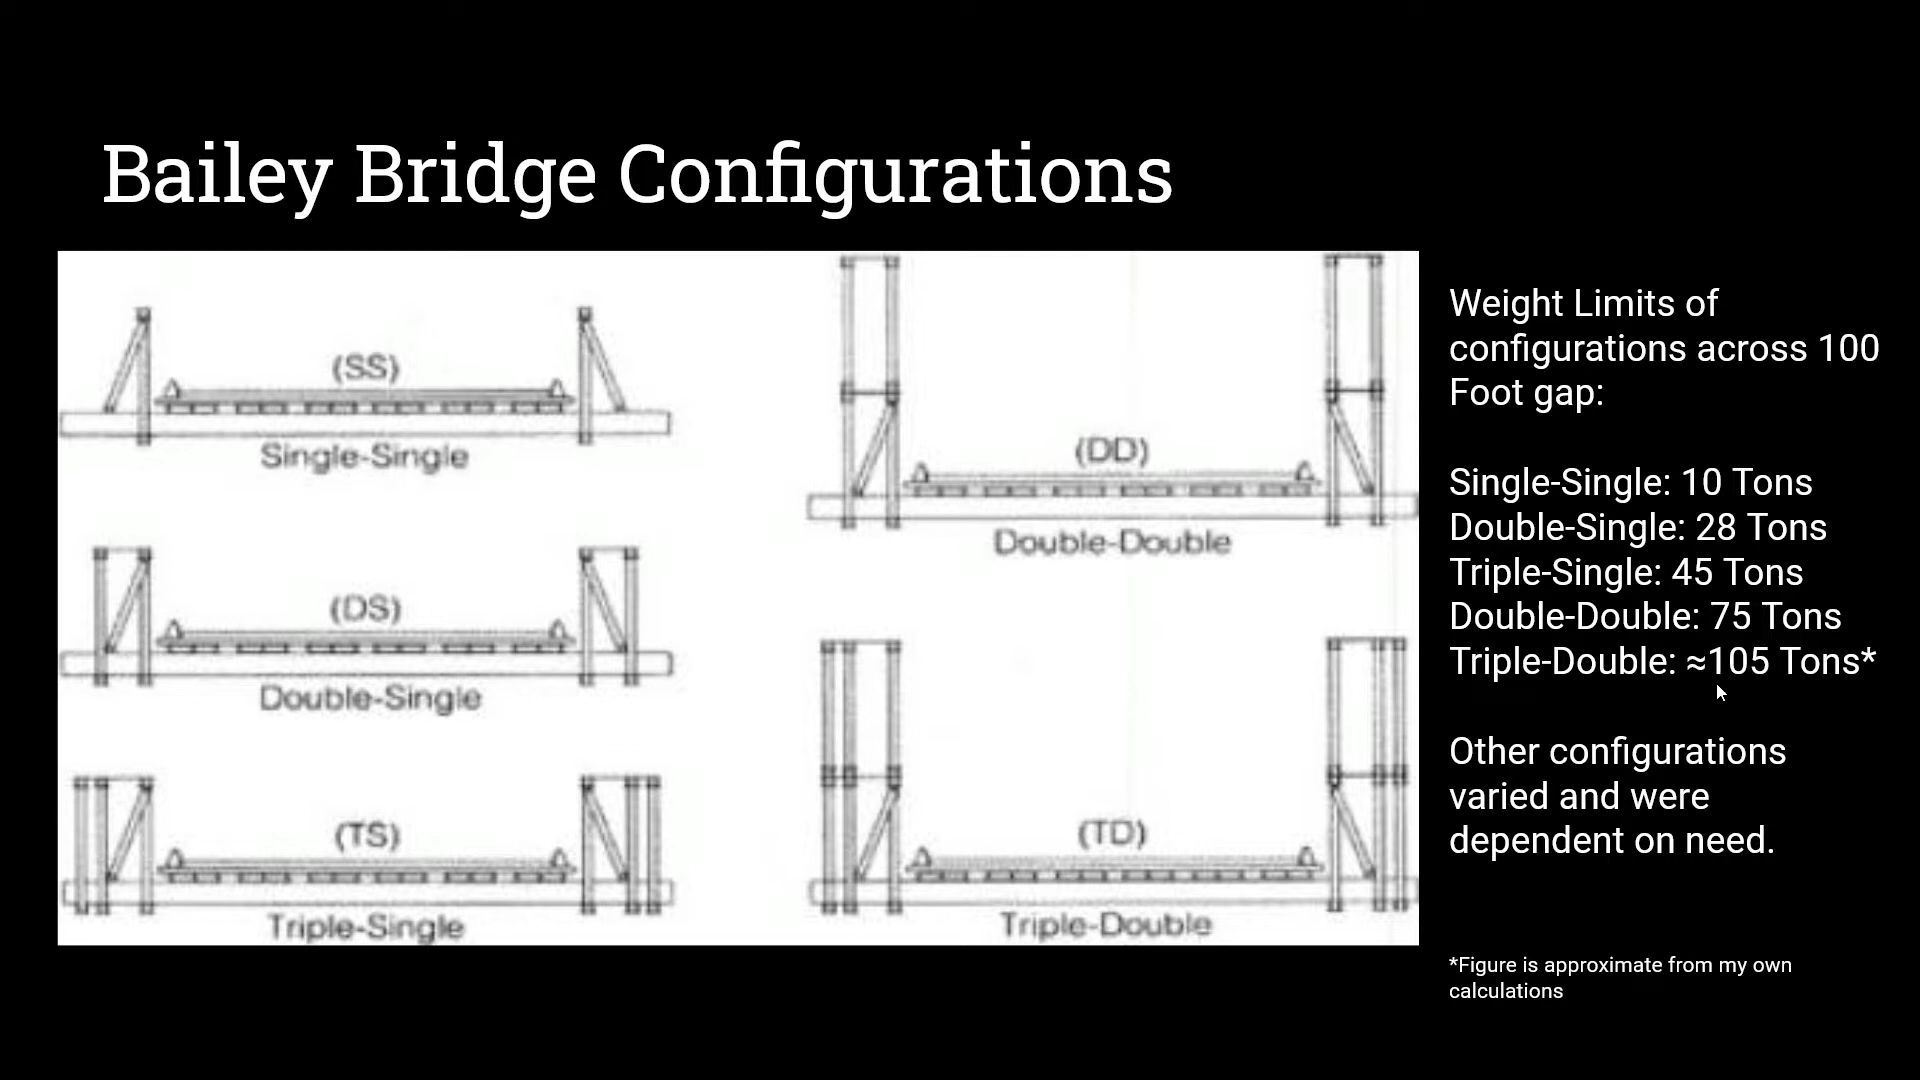 Bailey Bridge Configurations
(SS)
Single-Single
(DS)
Double-Single
(TS)
Triple-Single
(DD)
Double-Double
(TD)
Triple-Double
Weight Limits of
configurations across 100
Foot gap:
Single-Single: 10 Tons
Double-Single: 28 Tons
Triple-Single: 45 Tons
Double-Double: 75 Tons
Triple-Double: ≈105 Tons*
Other configurations
varied and were
dependent on need.
*Figure is approximate from my own
calculations